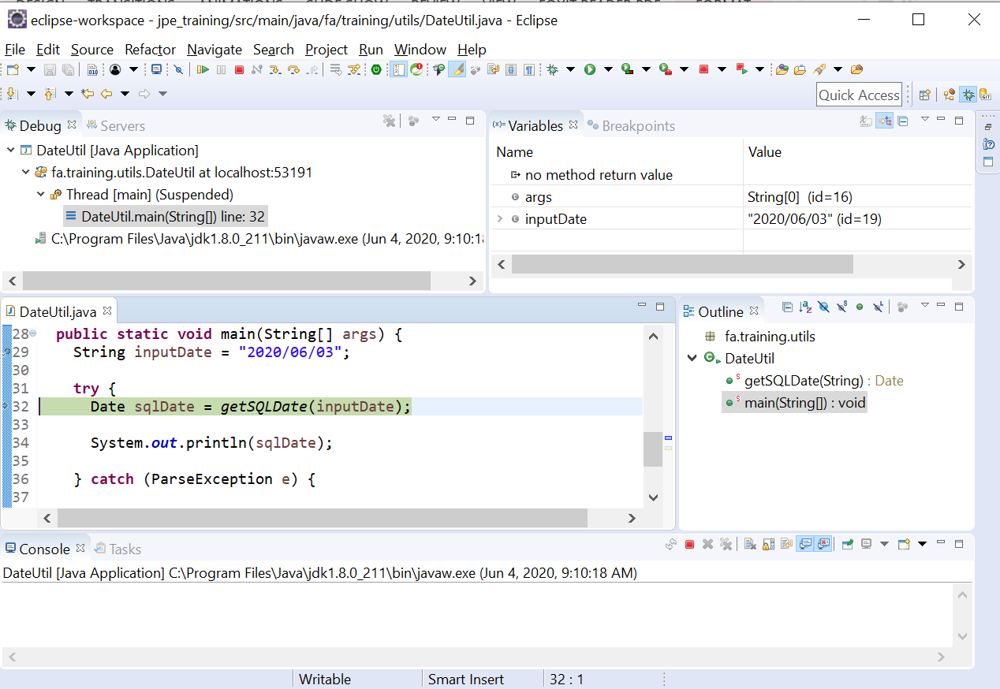 eclipse-workspace - jpe_training/src/main/java/fa/training/utils/DateUtil.java - Eclipse
File Edit Source Refactor Navigate Search Project Run Window Help
Quick Access
Debug Servers
DateUtil [Java Application]
fa.training.utils.DateUtil at localhost:53191
Thread [main] (Suspended)
DateUtil.main(String[]) line: 32
C:\Program Files\Java\jdk1.8.0_211\bin\javaw.exe (Jun 4, 2020, 9:10:1
(x)= Variables Breakpoints
Name Value
no method return value
args String[0] (id=16)
inputDate "2020/06/03" (id=19)
DateUtil.java
28 public static void main(String[] args) {
29 String inputDate = "2020/06/03";
30
31 try {
32 Date sqlDate = getSQLDate(inputDate);
33
34 System.out.println(sqlDate);
35
36 } catch (ParseException e) {
37
Outline
fa.training.utils
DateUtil
getSQLDate(String) : Date
main(String[]) : void
Console Tasks
DateUtil [Java Application] C:\Program Files\Java\jdk1.8.0_211\bin\javaw.exe (Jun 4, 2020, 9:10:18 AM)
Writable Smart Insert 32 : 1